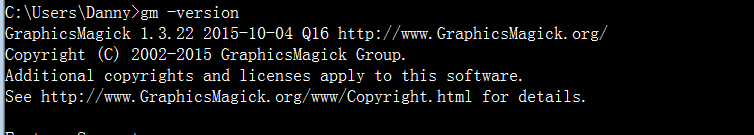 C:\Users\Danny>gm -version
GraphicsMagick 1.3.22 2015-10-04 Q16 http://www.GraphicsMagick.org/
Copyright (C) 2002-2015 GraphicsMagick Group.
Additional copyrights and licenses apply to this software.
See http://www.GraphicsMagick.org/www/Copyright.html for details.